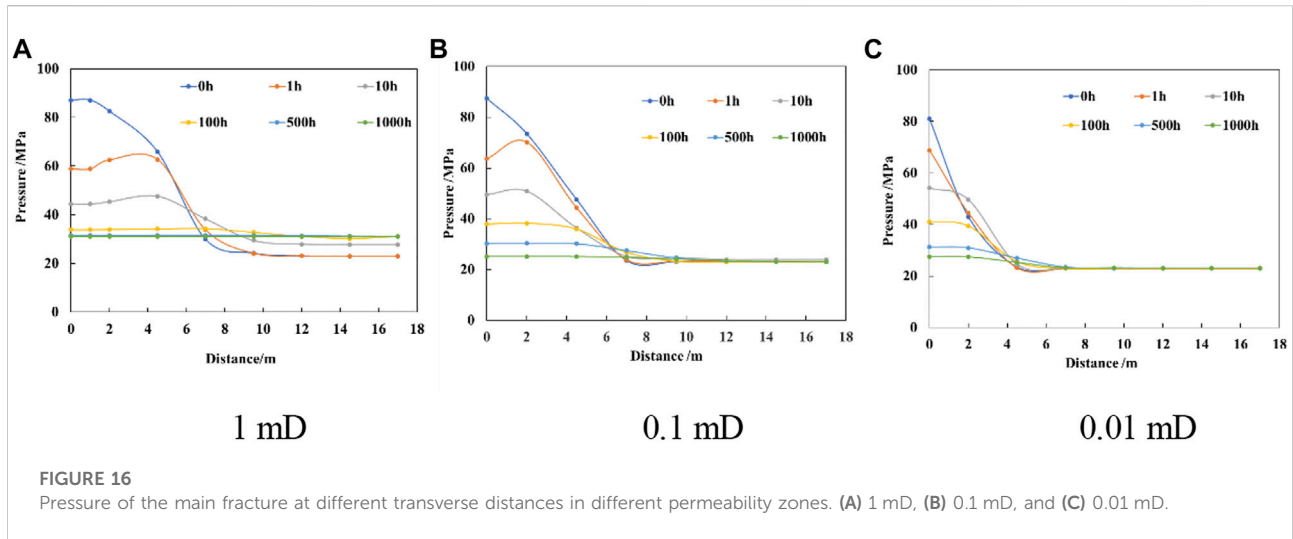 A
100
80
60
40
20
0
Pressure /MPa
0h
1h
10h
100h
500h
1000h
0 2 4 6 8 10 12 14 16 18
Distance/m
1 mD
B
100
80
60
40
20
0
Pressure /MPa
0h
1h
10h
100h
500h
1000h
0 2 4 6 8 10 12 14 16 18
Distance /m
0.1 mD
C
100
80
60
40
20
0
Pressure /MPa
0h
1h
10h
100h
500h
1000h
0 2 4 6 8 10 12 14 16 18
Distance /m
0.01 mD
FIGURE 16
Pressure of the main fracture at different transverse distances in different permeability zones. (A) 1 mD, (B) 0.1 mD, and (C) 0.01 mD.